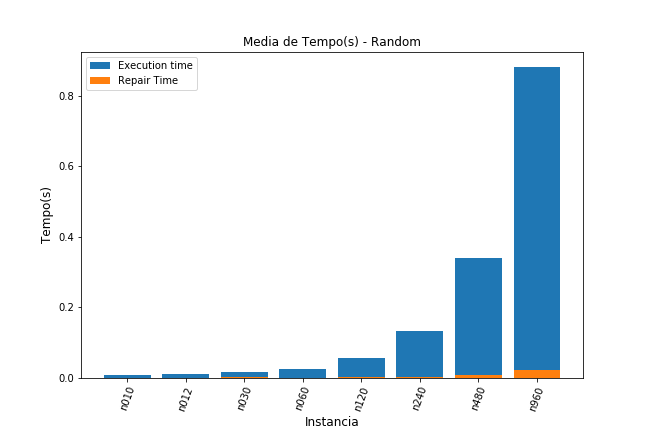 Media de Tempo(s) - Random
Execution time
Repair Time
Tempo(s)
0.8
0.6
0.4
0.2
0.0
n010
n012
n030
n060
n120
n240
n480
n960
Instancia